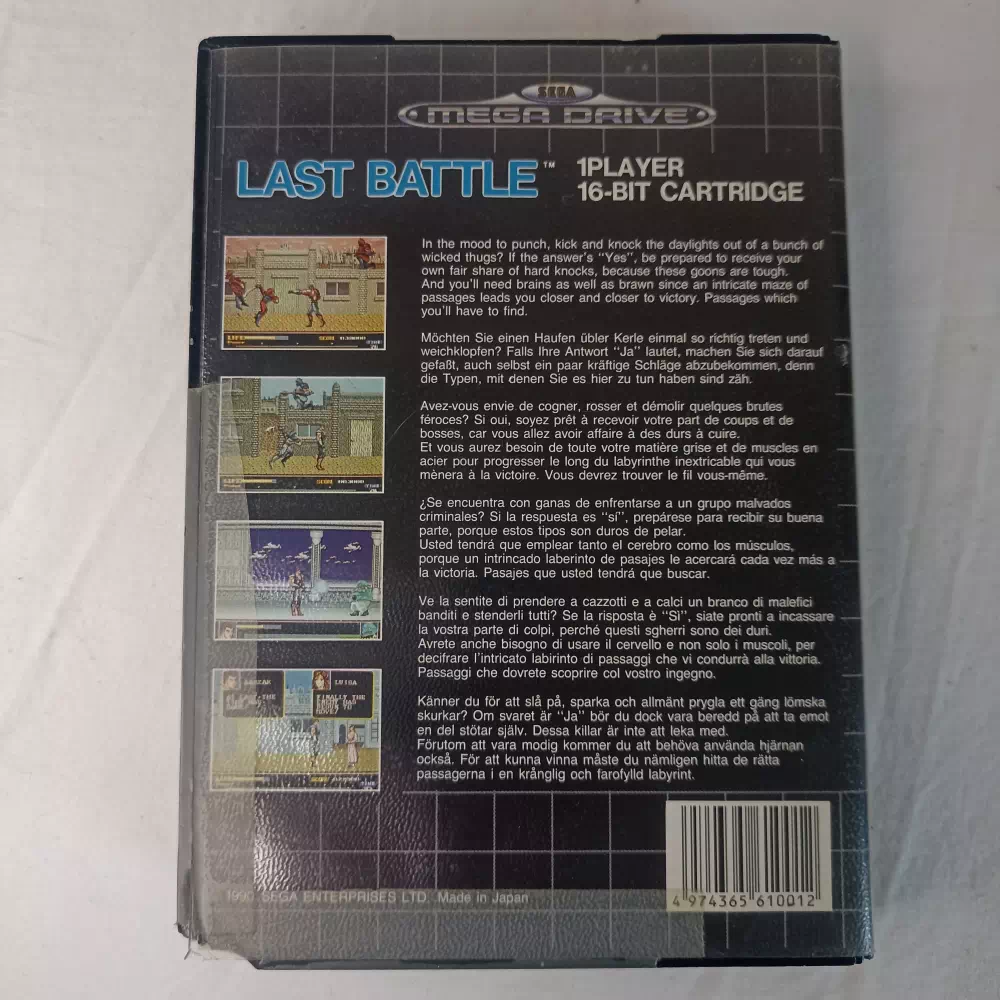 SEGA
MEGA DRIVE
LAST BATTLE™
1PLAYER
16-BIT CARTRIDGE
In the mood to punch, kick and knock the daylights out of a bunch of
wicked thugs? If the answer's "Yes", be prepared to receive your
own fair share of hard knocks, because these goons are tough.
And you'll need brains as well as brawn since an intricate maze of
passages leads you closer and closer to victory. Passages which
you'll have to find.
Möchten Sie einen Haufen übler Kerle einmal so richtig treten und
weichklopfen? Falls Ihre Antwort "Ja" lautet, machen Sie sich darauf
gefaßt, auch selbst ein paar kräftige Schläge abzubekommen, denn
die Typen, mit denen Sie es hier zu tun haben sind zäh.
Avez-vous envie de cogner, rosser et démolir quelques brutes
féroces? Si oui, soyez prêt à recevoir votre part de coups et de
bosses, car vous allez avoir affaire à des durs à cuire.
Et vous aurez besoin de toute votre matière grise et de muscles en
acier pour progresser le long du labyrinthe inextricable qui vous
mènera à la victoire. Vous devrez trouver le fil vous-même.
¿Se encuentra con ganas de enfrentarse a un grupo malvados
criminales? Si la respuesta es "sí", prepárese para recibir su buena
parte, porque estos tipos son duros de pelar.
Usted tendrá que emplear tanto el cerebro como los músculos,
porque un intrincado laberinto de pasajes le acercará cada vez más a
la victoria. Pasajes que usted tendrá que buscar.
Ve la sentite di prendere a cazzotti e a calci un branco di malefici
banditi e stenderli tutti? Se la risposta è "Sì", siate pronti a incassare
la vostra parte di colpi, perché questi sgherri sono dei duri.
Avrete anche bisogno di usare il cervello e non solo i muscoli, per
decifrare l'intricato labirinto di passaggi che vi condurrà alla vittoria.
Passaggi che dovrete scoprire col vostro ingegno.
Känner du för att slå på, sparka och allmänt prygla ett gäng lömska
skurkar? Om svaret är "Ja" bör du dock vara beredd på att ta emot
en del stötar själv. Dessa killar är inte att leka med.
Förutom att vara modig kommer du att behöva använda hjärnan
också. För att kunna vinna måste du nämligen hitta de rätta
passagerna i en krånglig och farofylld labyrint.
LIFE
LUISA
FINALLY THE
1990 SEGA ENTERPRISES LTD. Made in Japan
4 974365 610012